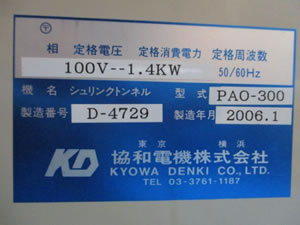 相 定格電圧 定格消費電力 定格周波数
100V--1.4KW 50/60Hz
機名 シュリンクトンネル 型式 PAO-300
製造番号 D-4729 製造年月 2006.1
東京 横浜
KD 協和電機株式会社
KYOWA DENKI CO., LTD.
TEL 03-3761-1187